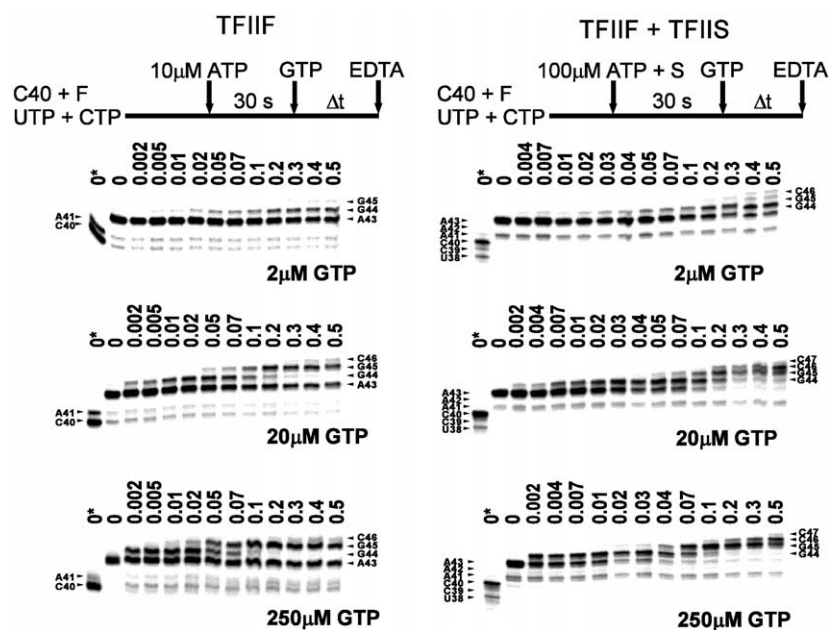 TFIIF
10µM ATP GTP EDTA
C40 + F
30 s Δt
UTP + CTP
0* 0 0.002 0.005 0.01 0.02 0.05 0.07 0.1 0.2 0.3 0.4 0.5
G45
G44
A43
A41
C40
2µM GTP
0* 0 0.002 0.005 0.01 0.02 0.05 0.07 0.1 0.2 0.3 0.4 0.5
C46
G45
G44
A43
A41
C40
20µM GTP
0* 0 0.002 0.005 0.01 0.02 0.05 0.07 0.1 0.2 0.3 0.4 0.5
C46
G45
G44
A43
A41
C40
250µM GTP
TFIIF + TFIIS
100µM ATP + S GTP EDTA
C40 + F
30 s Δt
UTP + CTP
0* 0 0.004 0.007 0.01 0.02 0.03 0.04 0.05 0.07 0.1 0.2 0.3 0.4 0.5
C46
G45
G44
A43
A42
A41
C40
C39
U38
2µM GTP
0* 0 0.002 0.004 0.007 0.01 0.02 0.03 0.04 0.05 0.07 0.1 0.2 0.3 0.4 0.5
C47
C46
G45
G44
A43
A42
A41
C40
C39
U38
20µM GTP
0* 0 0.002 0.004 0.007 0.01 0.02 0.03 0.04 0.07 0.1 0.2 0.3 0.5
C47
C46
G45
G44
A43
A42
A41
C40
C39
U38
250µM GTP